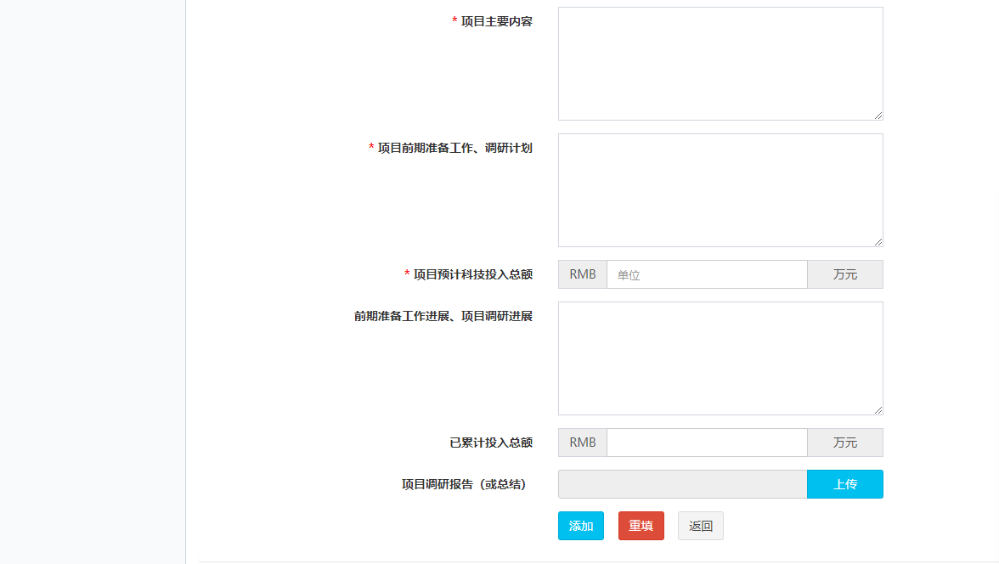 * 项目主要内容
* 项目前期准备工作、调研计划
* 项目预计科技投入总额 RMB 单位 万元
前期准备工作进展、项目调研进展
已累计投入总额 RMB 万元
项目调研报告（或总结） 上传
添加 重填 返回